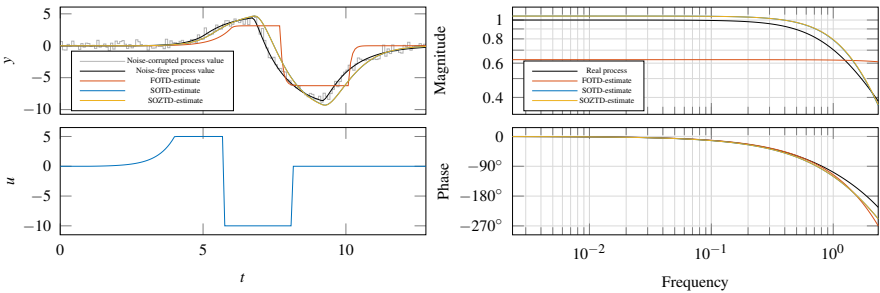 5
0
−5
−10
y
Noise-corrupted process value
Noise-free process value
FOTD-estimate
SOTD-estimate
SOZTD-estimate
5
0
−5
−10
u
0
5
10
t
1
0.8
0.6
0.4
Magnitude
Real process
FOTD-estimate
SOTD-estimate
SOZTD-estimate
0
−90°
−180°
−270°
Phase
10⁻²
10⁻¹
10⁰
Frequency